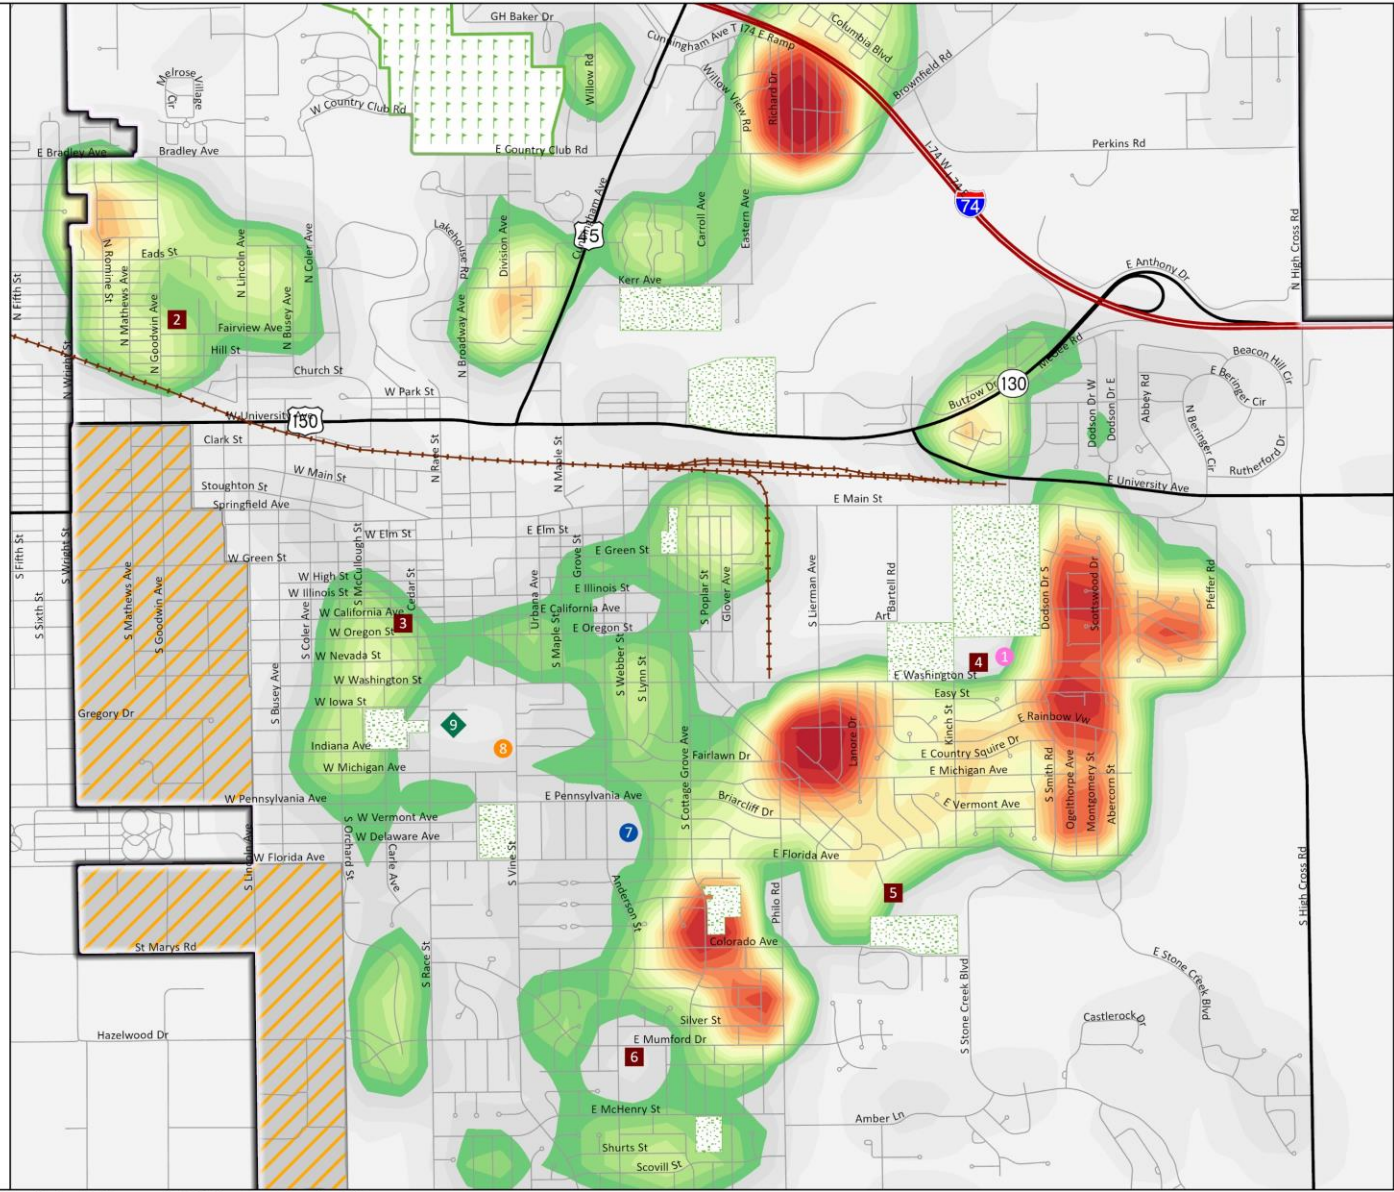 GH Baker Dr
Cunningham Ave T I74 E Ramp
Columbia Blvd
Willow Rd
Willow View Rd
Richard Dr
Brownfield Rd
Melrose Village Cir
W Country Club Rd
E Bradley Ave
Bradley Ave
E Country Club Rd
Perkins Rd
74
N Romine St
Eads St
N Lincoln Ave
N Coler Ave
Lakehouse Rd
Division Ave
45
Carroll Ave
Eastern Ave
N High Cross Rd
E Anthony Dr
N Fifth St
N Mathews Ave
N Goodwin Ave
2
Fairview Ave
N Busey Ave
Kerr Ave
N Broadway Ave
Hill St
Church St
N Wright St
McGee Rd
130
Butzow Dr
Beacon Hill Cir
E Beringer Cir
N Beringer Cir
Rutherford Dr
Dodson Dr W
Dodson Dr E
Abbey Rd
W Park St
W University Ave
150
Clark St
N Race St
N Maple St
W Main St
Stoughton St
Springfield Ave
E Main St
E University Ave
S Fifth St
S Wright St
W Elm St
E Elm St
W Green St
E Green St
S McCullough St
Grove St
W High St
W Illinois St
E Illinois St
Cedar St
Urbana Ave
S Poplar St
Glover Ave
S Lierman Ave
Bartell Rd
Art
Dodson Dr S
Scottswood Dr
Pfeffer Rd
S Sixth St
S Mathews Ave
S Goodwin Ave
S Coler Ave
W California Ave
E California Ave
3
W Oregon St
E Oregon St
W Nevada St
S Maple St
S Webber St
S Lynn St
4
1
W Washington St
E Washington St
S Busey Ave
W Iowa St
Easy St
Gregory Dr
9
8
Kinch St
E Rainbow Vw
Indiana Ave
Fairlawn Dr
Lanore Dr
E Country Squire Dr
W Michigan Ave
E Michigan Ave
S Cottage Grove Ave
S Smith Rd
Ogelthorpe Ave
Montgomery St
Abercorn St
W Pennsylvania Ave
E Pennsylvania Ave
Briarcliff Dr
E Vermont Ave
W Vermont Ave
W Delaware Ave
7
S Orchard St
Carle Ave
S Vine St
S Lincoln Ave
W Florida Ave
E Florida Ave
Anderson St
Philo Rd
5
S High Cross Rd
St Marys Rd
S Race St
Colorado Ave
S Stone Creek Blvd
E Stone Creek Blvd
Hazelwood Dr
Silver St
E Mumford Dr
Castlerock Dr
6
E McHenry St
Amber Ln
Shurts St
Scovill St